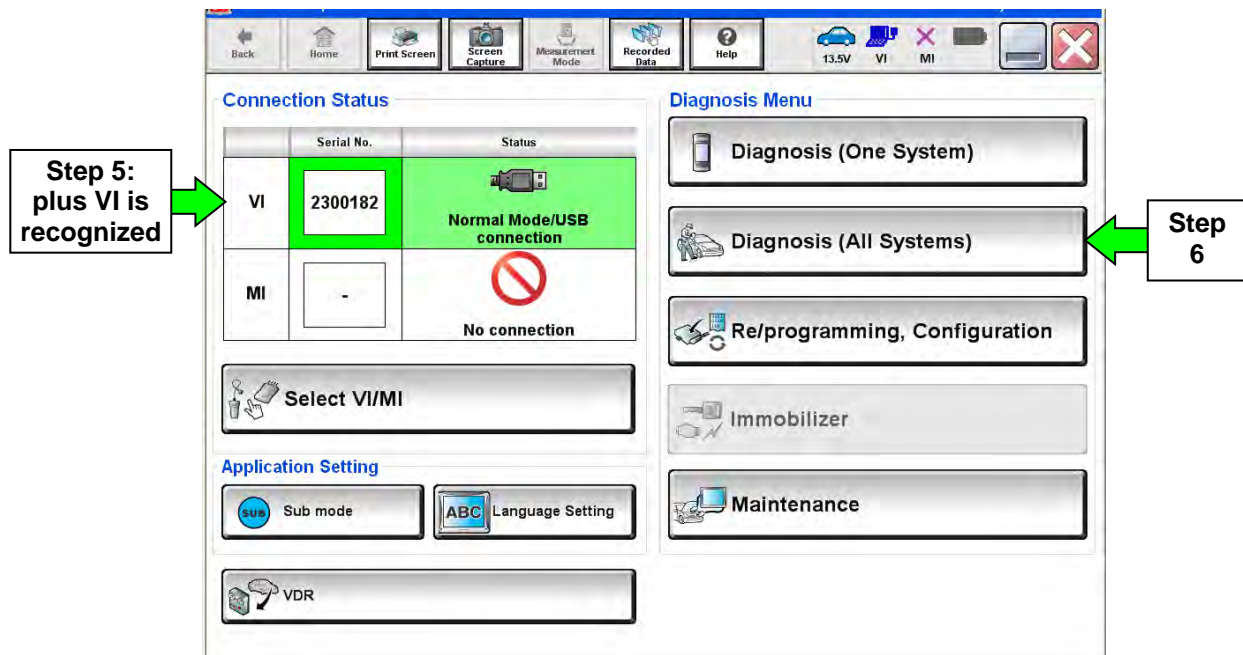 Back
Home
Print Screen
Screen
Capture
Measurement
Mode
Recorded
Data
Help
13.5V
VI
MI
Connection Status
Serial No.
Status
VI
2300182
Normal Mode/USB
connection
MI
-
No connection
Select VI/MI
Application Setting
SUB
Sub mode
ABC
Language Setting
VDR
Diagnosis Menu
Diagnosis (One System)
Diagnosis (All Systems)
Re/programming, Configuration
Immobilizer
Maintenance
Step 5:
plus VI is
recognized
Step
6